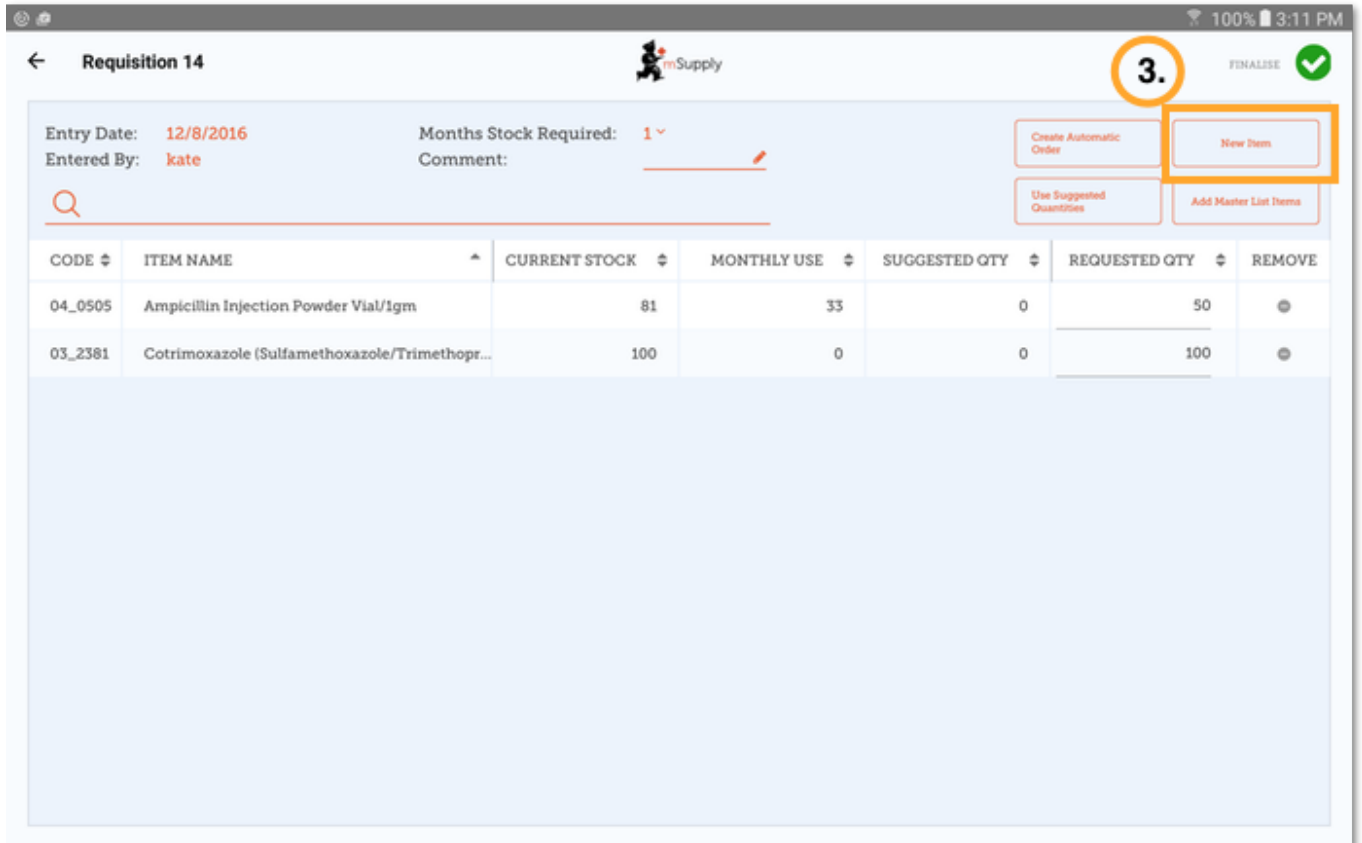 100% 3:11 PM
Requisition 14
mSupply
3.
FINALISE
Entry Date: 12/8/2016
Months Stock Required: 1
Entered By: kate
Comment:
Create Automatic
Order
New Item
Use Suggested
Quantities
Add Master List Items
CODE ITEM NAME CURRENT STOCK MONTHLY USE SUGGESTED QTY REQUESTED QTY REMOVE
04_0505 Ampicillin Injection Powder Vial/1gm 81 33 0 50
03_2381 Cotrimoxazole (Sulfamethoxazole/Trimethopr... 100 0 0 100